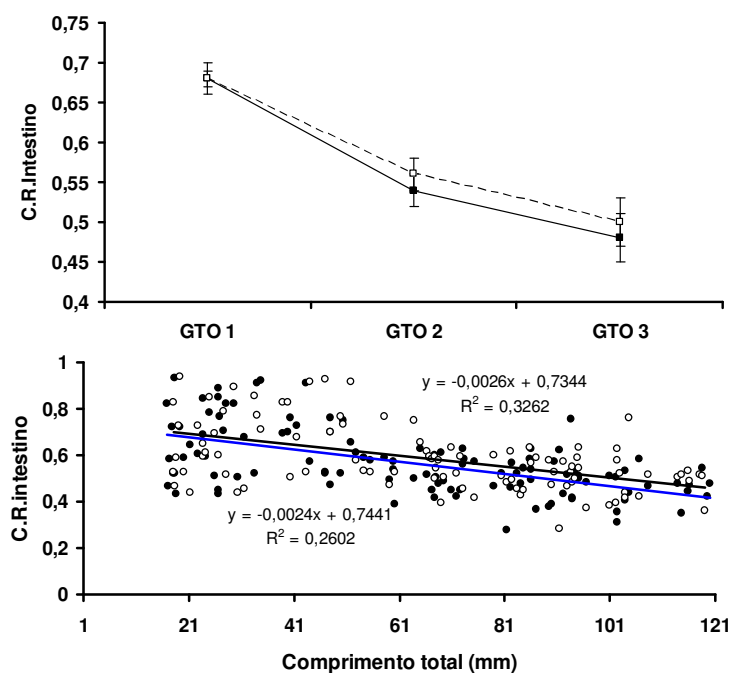 0,75
0,7
0,65
0,6
0,55
0,5
0,45
0,4
C.R.Intestino
GTO 1 GTO 2 GTO 3
1
0,8
0,6
0,4
0,2
0
C.R.intestino
y = -0,0026x + 0,7344
R² = 0,3262
y = -0,0024x + 0,7441
R² = 0,2602
1 21 41 61 81 101 121
Comprimento total (mm)